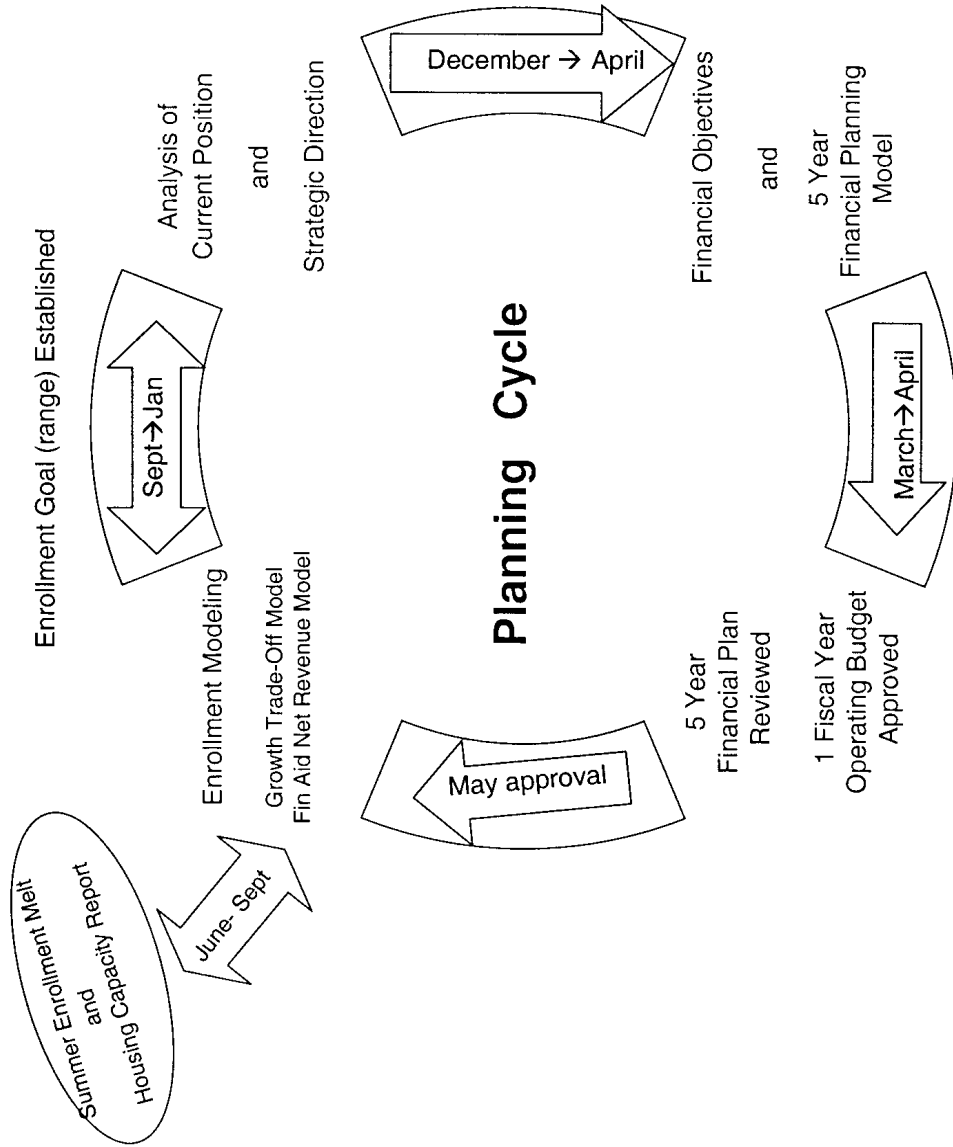 Enrollment Goal (range) Established
Summer Enrollment Melt
and
Housing Capacity Report
June- Sept
Enrollment Modeling
Growth Trade-Off Model
Fin Aid Net Revenue Model
Sept→Jan
Analysis of
Current Position
and
Strategic Direction
December → April
Planning Cycle
May approval
5 Year
Financial Plan
Reviewed
1 Fiscal Year
Operating Budget
Approved
March→April
Financial Objectives
and
5 Year
Financial Planning
Model